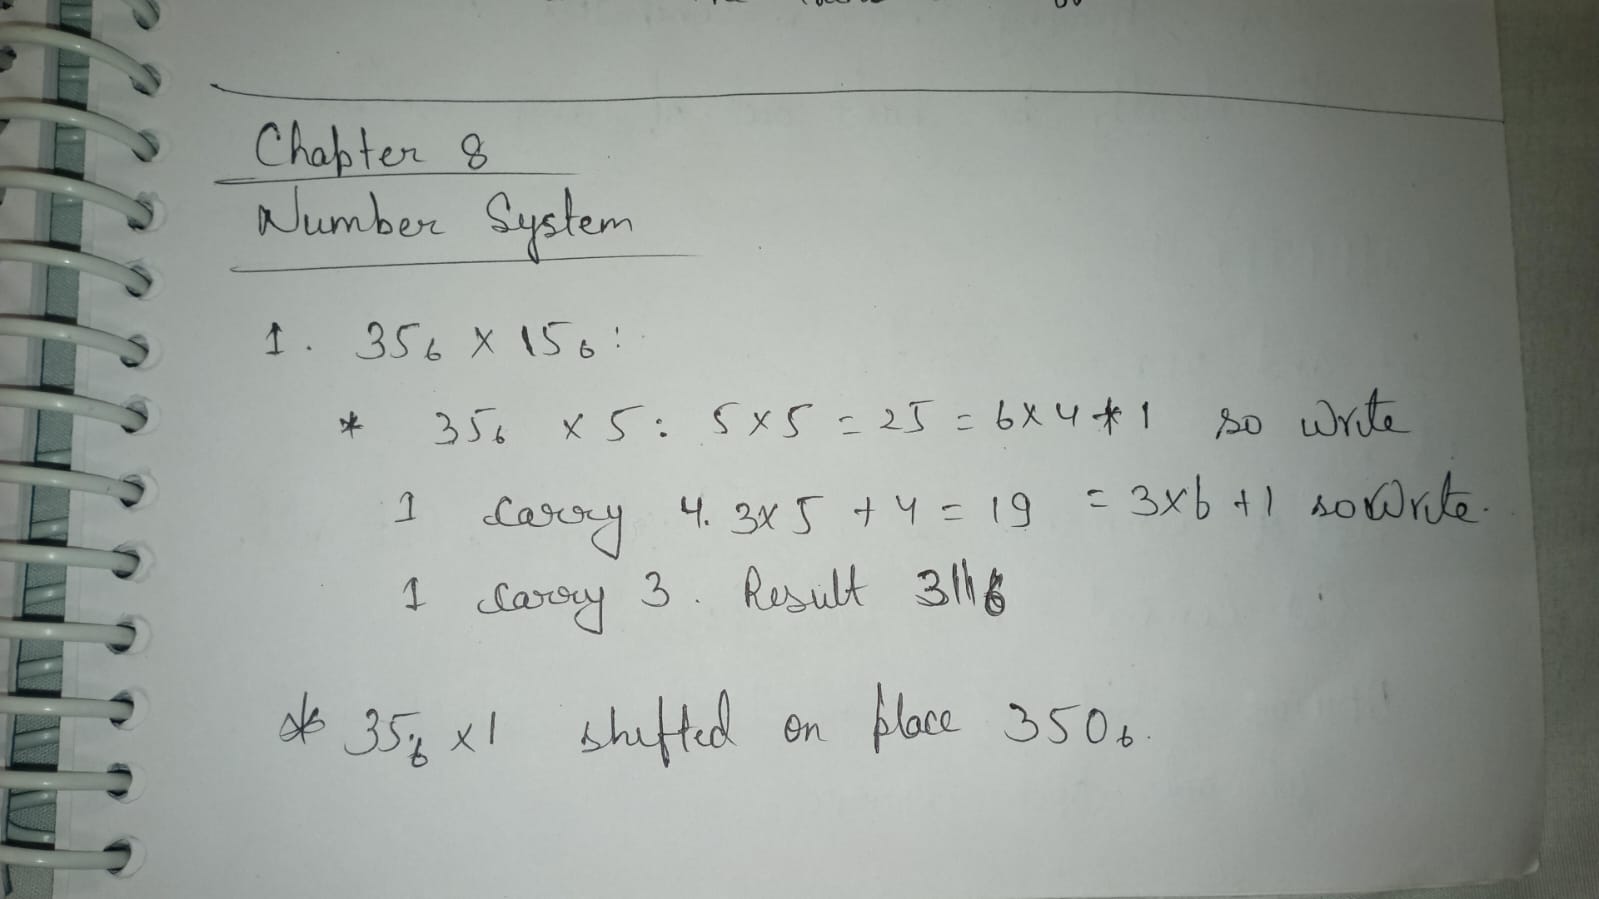 Chapter 8
Number System
1. 35₆ × 15₆:
* 35₆ × 5: 5×5 = 25 = 6×4+1 so write
1 carry 4. 3×5 + 4 = 19 = 3×6 +1 so write.
1 carry 3. Result 311₆
* 35₆ ×1 shifted on place 350₆.